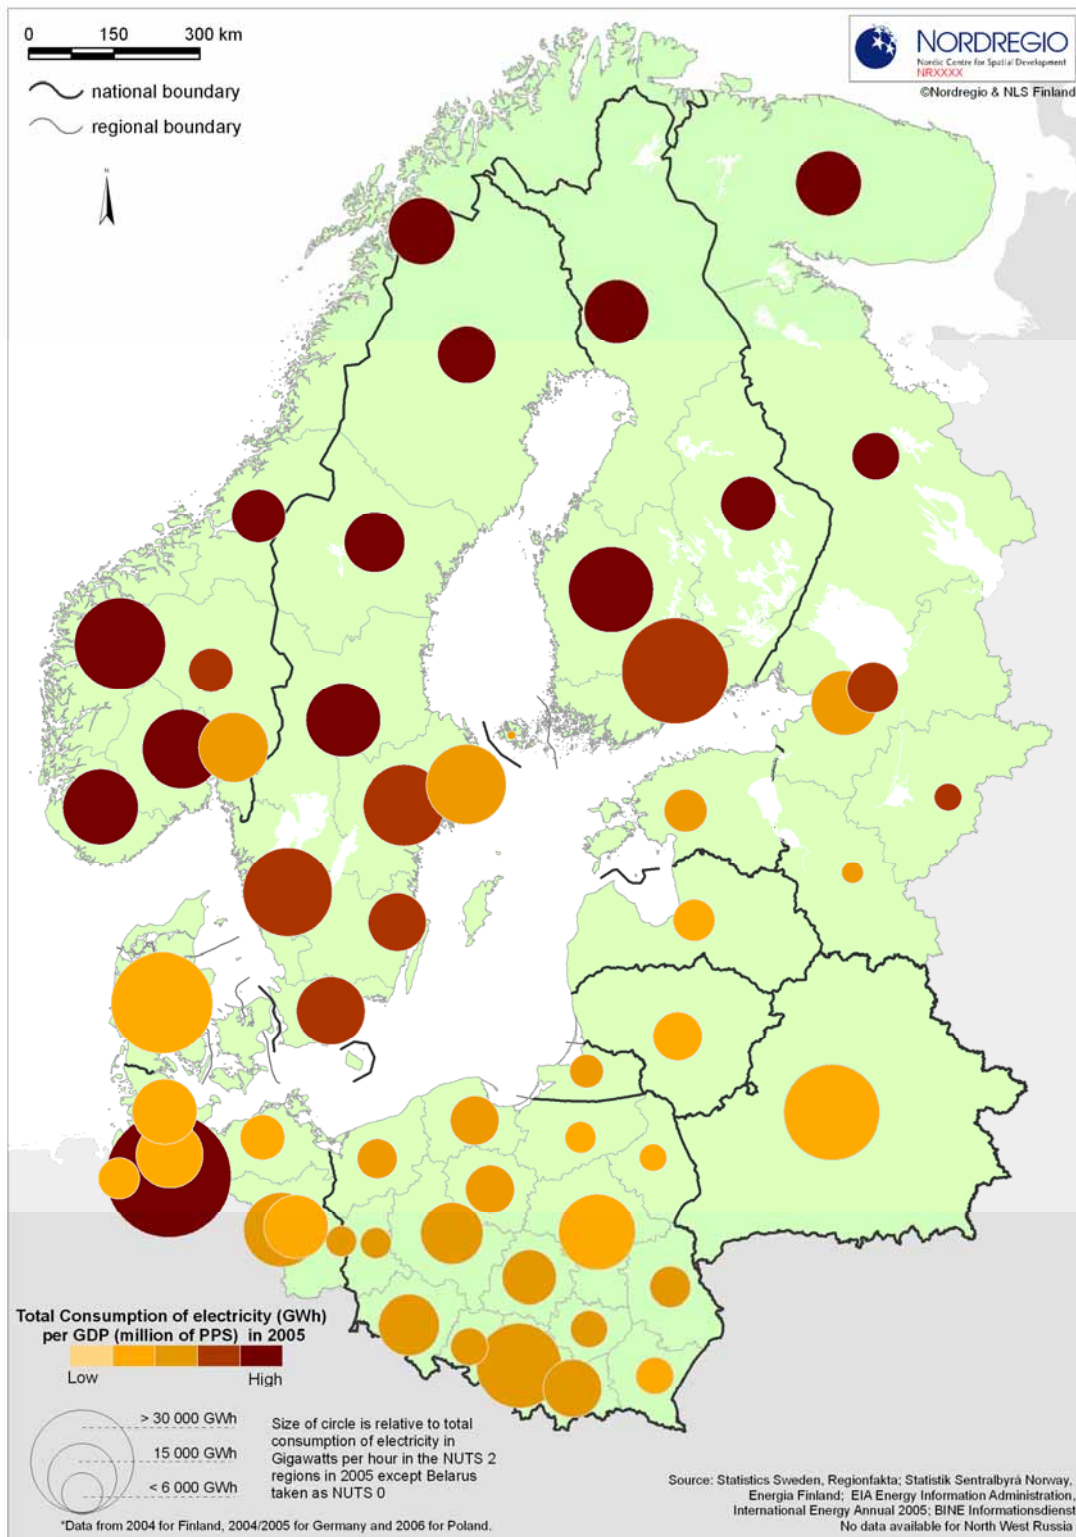 0 150 300 km
national boundary
regional boundary
N
NORDREGIO
Nordic Centre for Spatial Development
NRXXXX
©Nordregio & NLS Finland
Total Consumption of electricity (GWh)
per GDP (million of PPS) in 2005
Low High
> 30 000 GWh
15 000 GWh
< 6 000 GWh
Size of circle is relative to total
consumption of electricity in
Gigawatts per hour in the NUTS 2
regions in 2005 except Belarus
taken as NUTS 0
*Data from 2004 for Finland, 2004/2005 for Germany and 2006 for Poland.
Source: Statistics Sweden, Regionfakta; Statistik Sentralbyrå Norway,
Energia Finland; EIA Energy Information Administration,
International Energy Annual 2005; BINE Informationsdienst
No data available for North West Russia